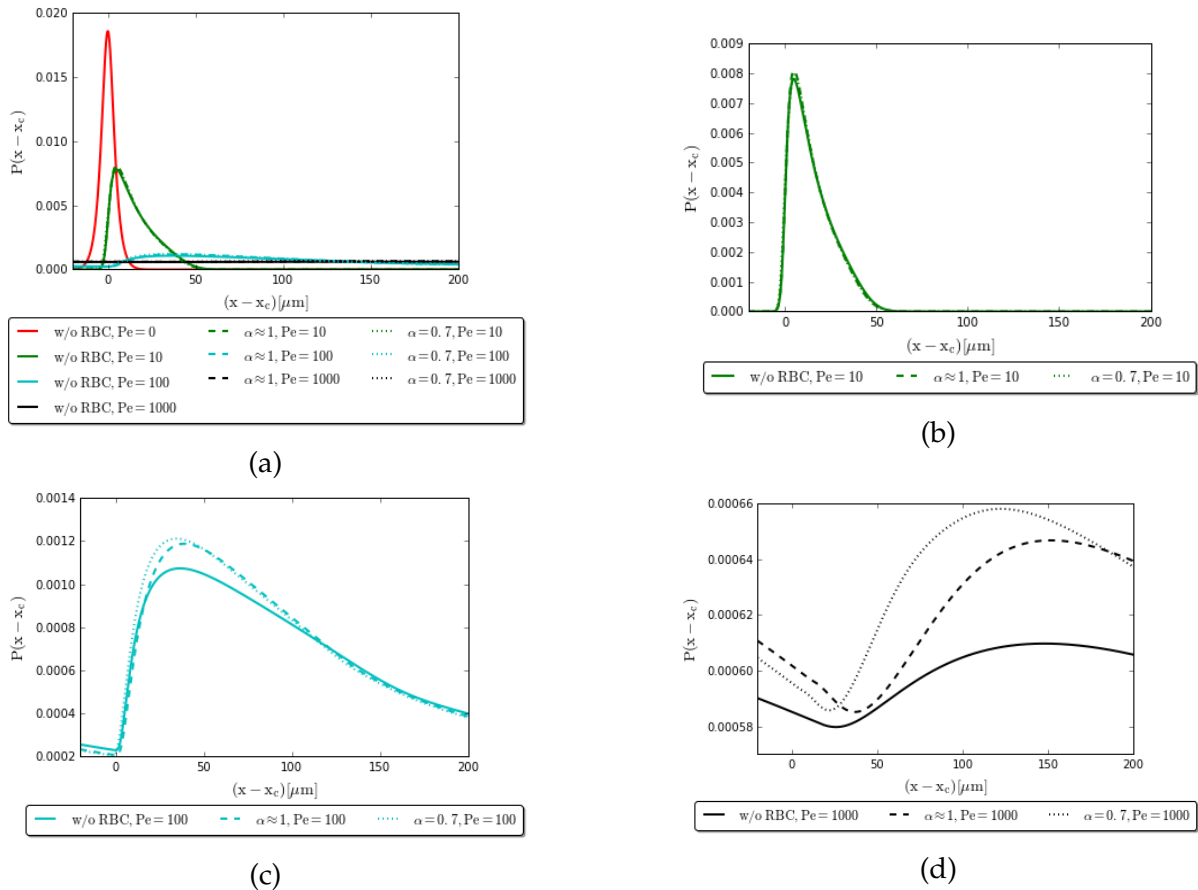 0.020
0.015
0.010
0.005
0.000
P(x − x_c)
0 50 100 150 200
(x − x_c)[μm]
w/o RBC, Pe = 0
w/o RBC, Pe = 10
w/o RBC, Pe = 100
w/o RBC, Pe = 1000
α ≈ 1, Pe = 10
α ≈ 1, Pe = 100
α ≈ 1, Pe = 1000
α = 0.7, Pe = 10
α = 0.7, Pe = 100
α = 0.7, Pe = 1000
(a)
0.009
0.008
0.007
0.006
0.005
0.004
0.003
0.002
0.001
0.000
P(x − x_c)
0 50 100 150 200
(x − x_c)[μm]
w/o RBC, Pe = 10 α ≈ 1, Pe = 10 α = 0.7, Pe = 10
(b)
0.0014
0.0012
0.0010
0.0008
0.0006
0.0004
0.0002
P(x − x_c)
0 50 100 150 200
(x − x_c)[μm]
w/o RBC, Pe = 100 α ≈ 1, Pe = 100 α = 0.7, Pe = 100
(c)
0.00066
0.00064
0.00062
0.00060
0.00058
P(x − x_c)
0 50 100 150 200
(x − x_c)[μm]
w/o RBC, Pe = 1000 α ≈ 1, Pe = 1000 α = 0.7, Pe = 1000
(d)